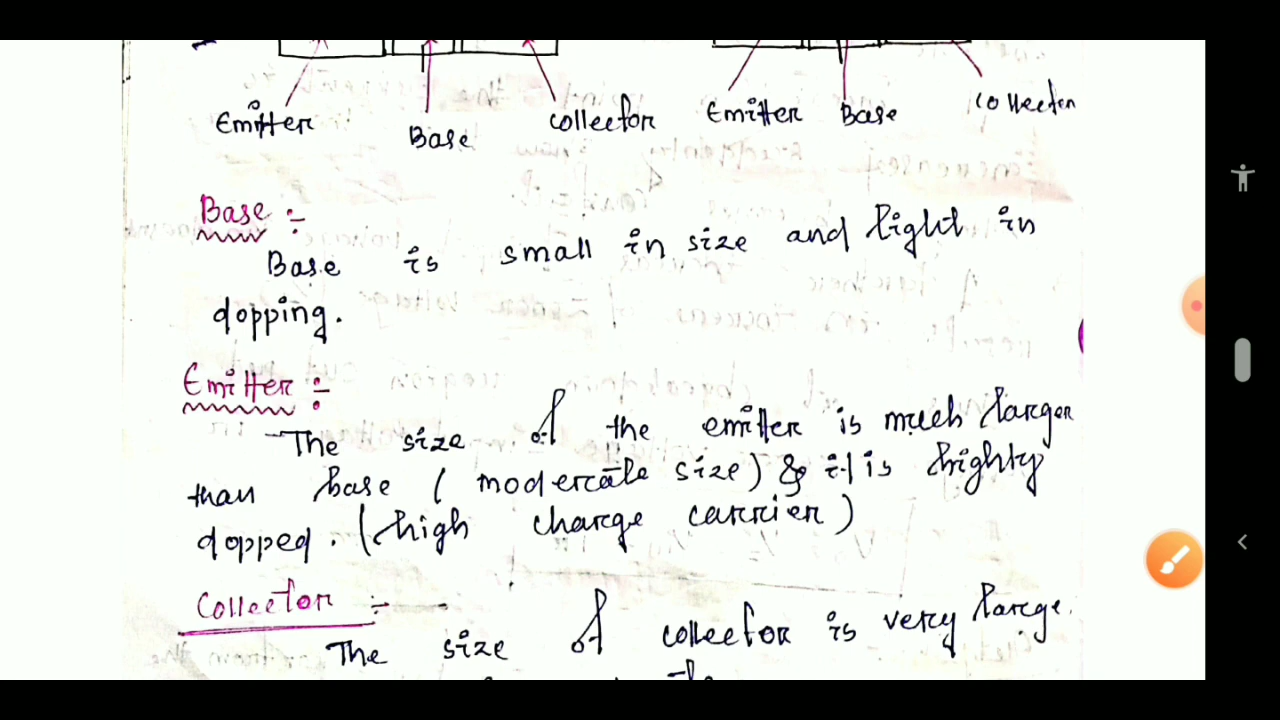 Emitter Base Collector Emitter Base Collector
Base :-
Base is small in size and light in
dopping.
Emitter :-
The size of the emitter is much larger
than base (moderate size) & it is highly
dopped. (high charge carrier)
Collector :-
The size of collector is very large.